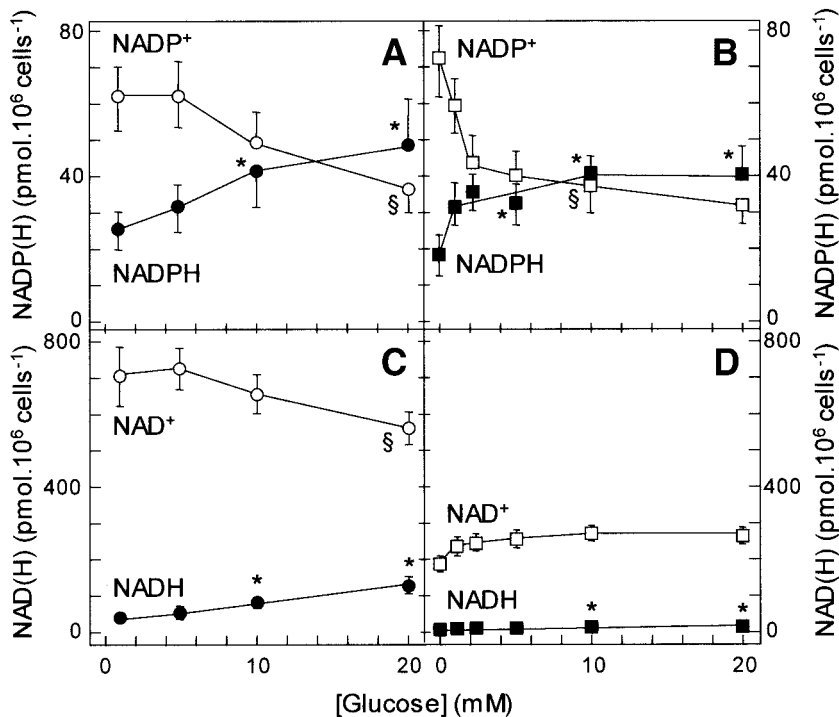 NADP(H) (pmol.10⁶ cells⁻¹)
80
40
0
NADP⁺
A
*
*
§
NADPH
NADP⁺
B
*
*
*
§
NADPH
80
40
0
NADP(H) (pmol.10⁶ cells⁻¹)
NAD(H) (pmol.10⁶ cells⁻¹)
800
400
0
C
NAD⁺
§
NADH
*
*
D
NAD⁺
NADH
*
*
800
400
0
NAD(H) (pmol.10⁶ cells⁻¹)
0 10 20
0 10 20
[Glucose] (mM)